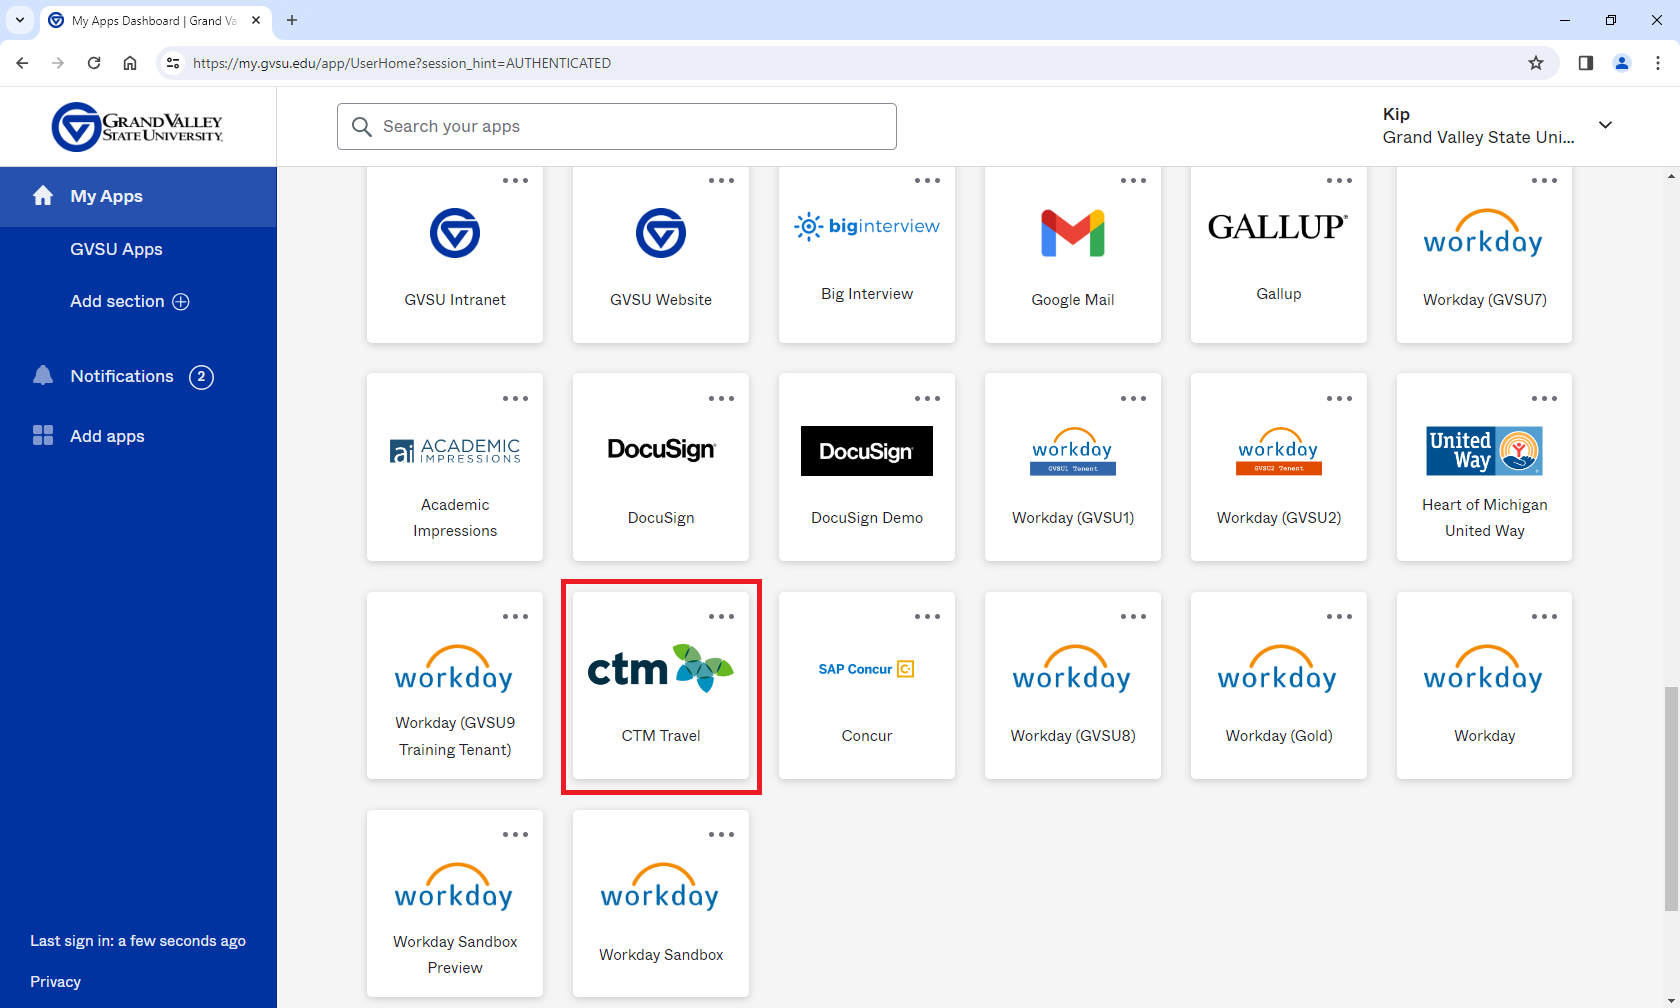 My Apps Dashboard | Grand Va
https://my.gvsu.edu/app/UserHome?session_hint=AUTHENTICATED
GRAND VALLEY
STATE UNIVERSITY.
Search your apps
Kip
Grand Valley State Uni...
My Apps
GVSU Apps
Add section
Notifications 2
Add apps
Last sign in: a few seconds ago
Privacy
GVSU Intranet
GVSU Website
biginterview
Big Interview
Google Mail
GALLUP®
Gallup
workday
Workday (GVSU7)
ai ACADEMIC
IMPRESSIONS
Academic
Impressions
DocuSign
DocuSign
DocuSign
DocuSign Demo
workday
GVSU1 Tenant
Workday (GVSU1)
workday
GVSU2 Tenant
Workday (GVSU2)
United
Way
Heart of Michigan
United Way
workday
Workday (GVSU9
Training Tenant)
ctm
CTM Travel
SAP Concur C
Concur
workday
Workday (GVSU8)
workday
Workday (Gold)
workday
Workday
workday
Workday Sandbox
Preview
workday
Workday Sandbox